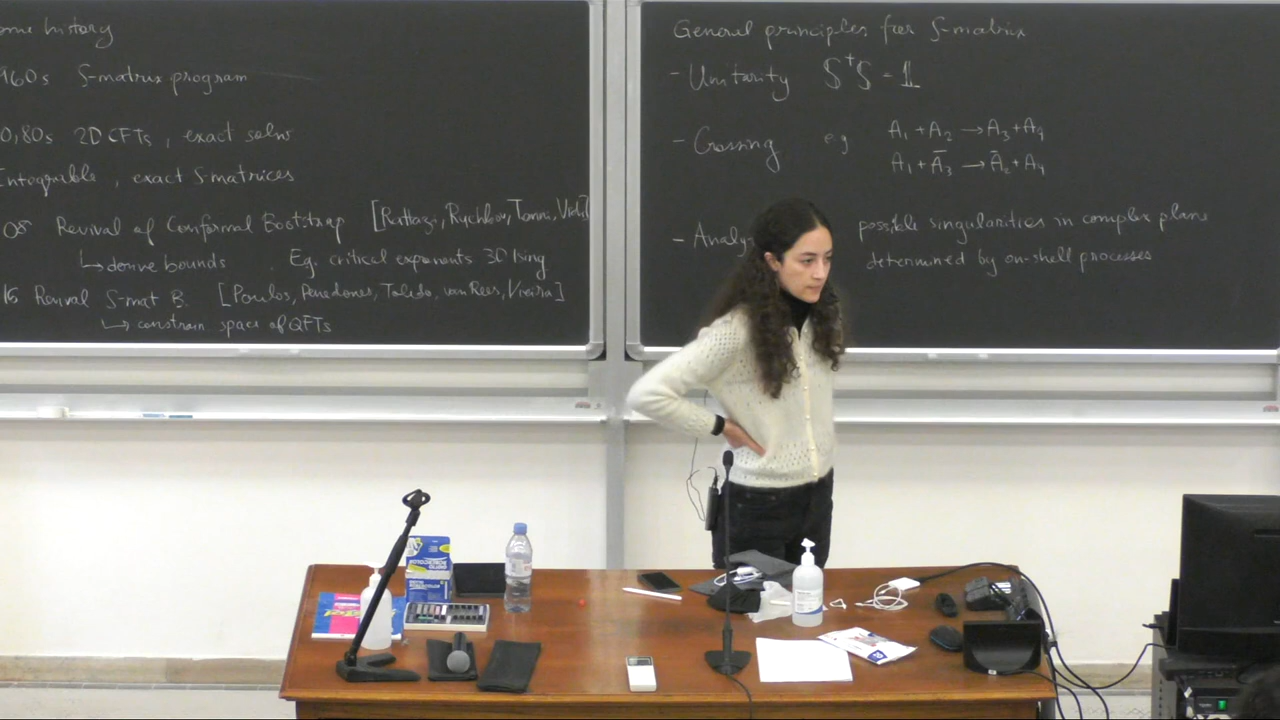 ome history
960s S-matrix program
0,80s 2D CFTs, exact solns
Integrable, exact S-matrices
08 Revival of Conformal Bootstrap [Rattazzi, Rychkov, Tonni, Vichi]
↳ derive bounds Eg. critical exponents 3D Ising
16 Revival S-mat B. [Paulos, Penedones, Toledo, van Rees, Vieira]
↳ constrain space of QFTs
General principles for S-matrix
- Unitarity S†S = 𝟙
- Crossing eg A₁+A₂ → A₃+A₄
A₁+Ā₃ → Ā₂+A₄
- Analy possible singularities in complex plane
determined by on-shell processes